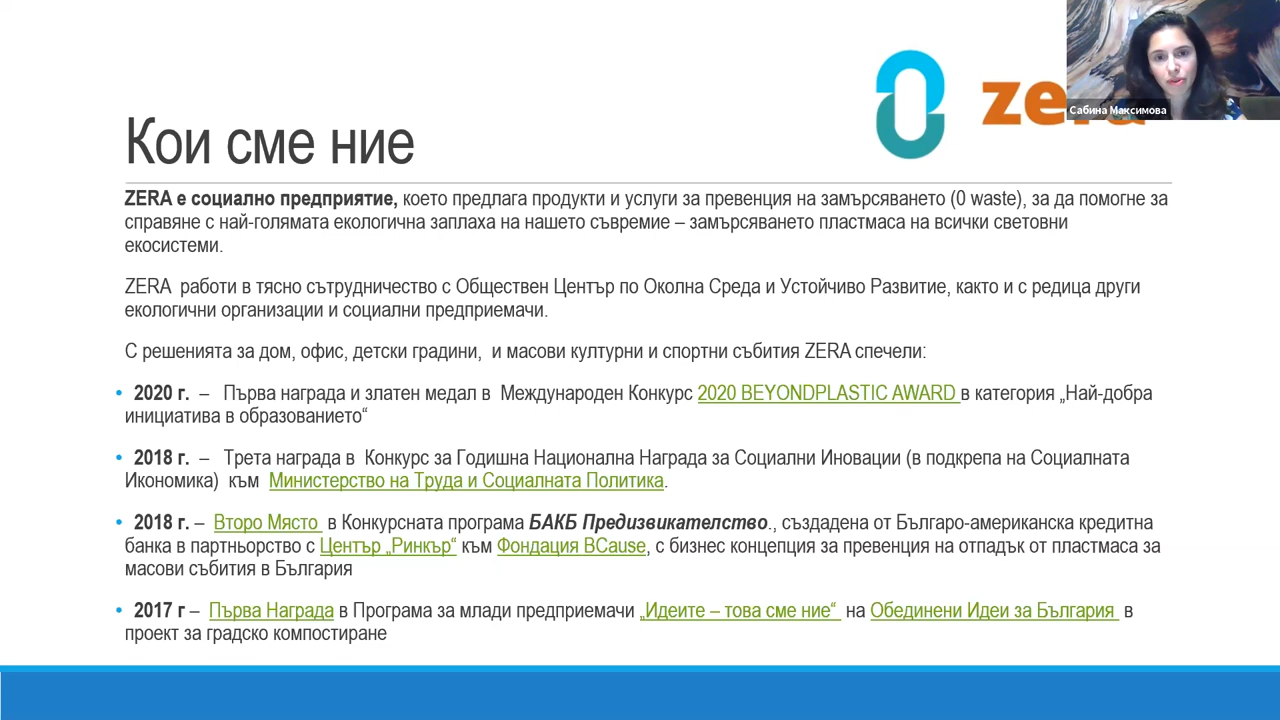 zera
Сабина Максимова
Кои сме ние
ZERA е социално предприятие, което предлага продукти и услуги за превенция на замърсяването (0 waste), за да помогне за
справяне с най-голямата екологична заплаха на нашето съвремие – замърсяването пластмаса на всички световни
екосистеми.
ZERA работи в тясно сътрудничество с Обществен Център по Околна Среда и Устойчиво Развитие, както и с редица други
екологични организации и социални предприемачи.
С решенията за дом, офис, детски градини, и масови културни и спортни събития ZERA спечели:
• 2020 г. – Първа награда и златен медал в Международен Конкурс 2020 BEYONDPLASTIC AWARD в категория „Най-добра
инициатива в образованието“
• 2018 г. – Трета награда в Конкурс за Годишна Национална Награда за Социални Иновации (в подкрепа на Социалната
Икономика) към Министерство на Труда и Социалната Политика.
• 2018 г. – Второ Място в Конкурсната програма БАКБ Предизвикателство., създадена от Българо-американска кредитна
банка в партньорство с Център „Ринкър“ към Фондация BCause, с бизнес концепция за превенция на отпадък от пластмаса за
масови събития в България
• 2017 г – Първа Награда в Програма за млади предприемачи „Идеите – това сме ние“ на Обединени Идеи за България в
проект за градско компостиране